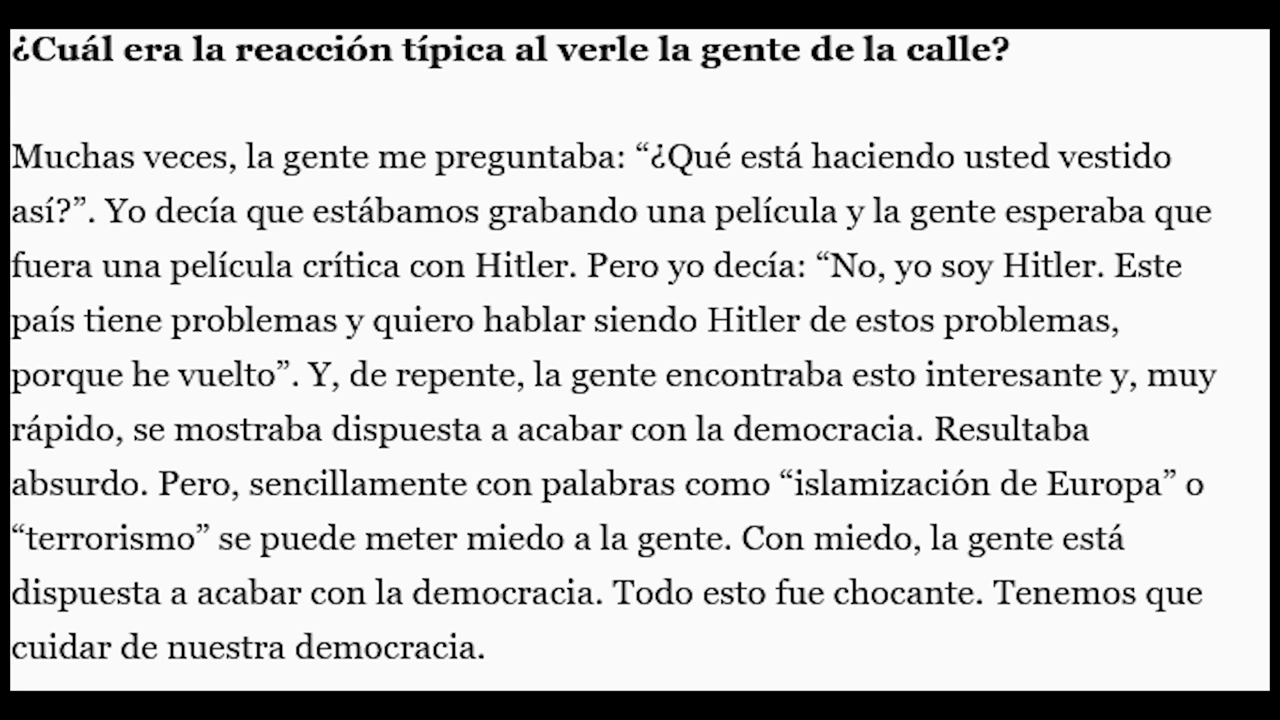 ¿Cuál era la reacción típica al verle la gente de la calle?
Muchas veces, la gente me preguntaba: “¿Qué está haciendo usted vestido
así?”. Yo decía que estábamos grabando una película y la gente esperaba que
fuera una película crítica con Hitler. Pero yo decía: “No, yo soy Hitler. Este
país tiene problemas y quiero hablar siendo Hitler de estos problemas,
porque he vuelto”. Y, de repente, la gente encontraba esto interesante y, muy
rápido, se mostraba dispuesta a acabar con la democracia. Resultaba
absurdo. Pero, sencillamente con palabras como “islamización de Europa” o
“terrorismo” se puede meter miedo a la gente. Con miedo, la gente está
dispuesta a acabar con la democracia. Todo esto fue chocante. Tenemos que
cuidar de nuestra democracia.